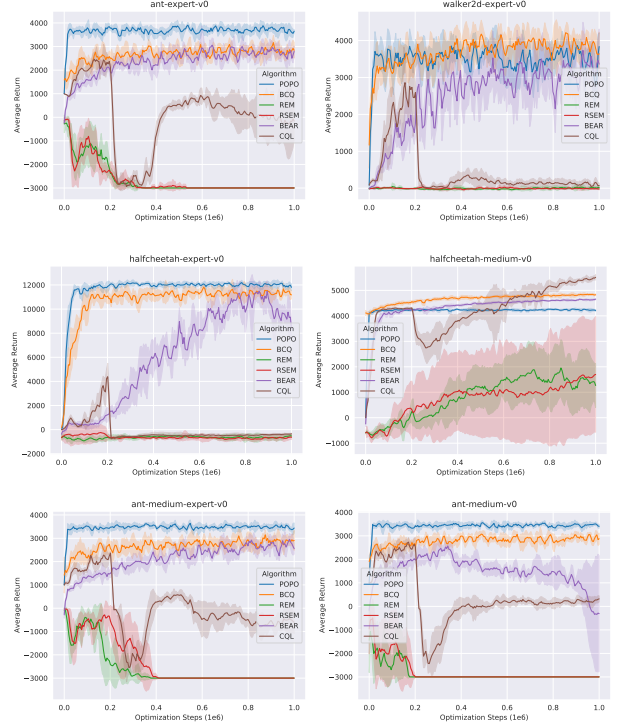 ant-expert-v0
4000
3000
2000
1000
0
−1000
−2000
−3000
Average Return
0.0 0.2 0.4 0.6 0.8 1.0
Optimization Steps (1e6)
Algorithm
POPO
BCQ
REM
RSEM
BEAR
CQL
walker2d-expert-v0
4000
3000
2000
1000
0
Average Return
0.0 0.2 0.4 0.6 0.8 1.0
Optimization Steps (1e6)
Algorithm
POPO
BCQ
REM
RSEM
BEAR
CQL
halfcheetah-expert-v0
12000
10000
8000
6000
4000
2000
0
−2000
Average Return
0.0 0.2 0.4 0.6 0.8 1.0
Optimization Steps (1e6)
Algorithm
POPO
BCQ
REM
RSEM
BEAR
CQL
halfcheetah-medium-v0
5000
4000
3000
2000
1000
0
−1000
Average Return
0.0 0.2 0.4 0.6 0.8 1.0
Optimization Steps (1e6)
Algorithm
POPO
BCQ
REM
RSEM
BEAR
CQL
ant-medium-expert-v0
4000
3000
2000
1000
0
−1000
−2000
−3000
Average Return
0.0 0.2 0.4 0.6 0.8 1.0
Optimization Steps (1e6)
Algorithm
POPO
BCQ
REM
RSEM
BEAR
CQL
ant-medium-v0
3000
2000
1000
0
−1000
−2000
−3000
Average Return
0.0 0.2 0.4 0.6 0.8 1.0
Optimization Steps (1e6)
Algorithm
POPO
BCQ
REM
RSEM
BEAR
CQL